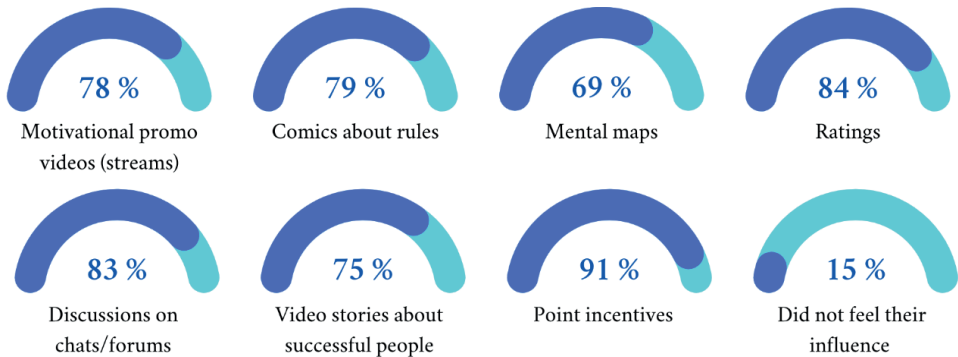 78 %
Motivational promo
videos (streams)
79 %
Comics about rules
69 %
Mental maps
84 %
Ratings
83 %
Discussions on
chats/forums
75 %
Video stories about
successful people
91 %
Point incentives
15 %
Did not feel their
influence